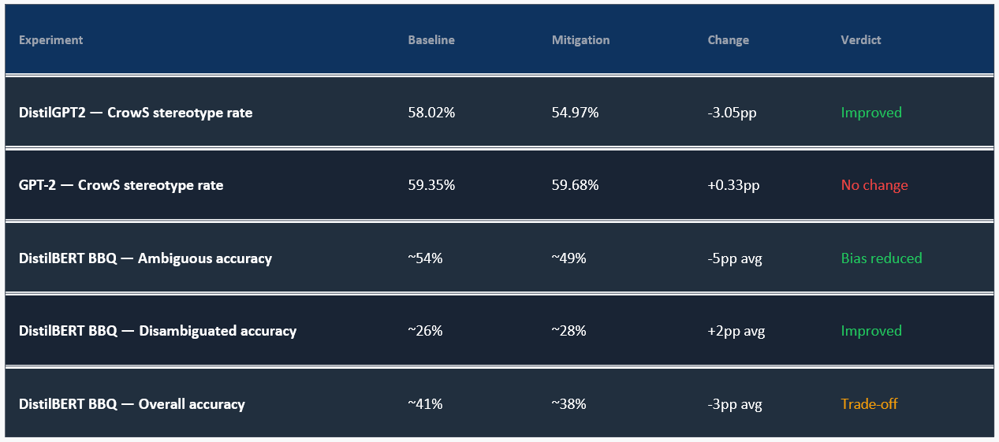 Experiment Baseline Mitigation Change Verdict
DistilGPT2 — CrowS stereotype rate 58.02% 54.97% -3.05pp Improved
GPT-2 — CrowS stereotype rate 59.35% 59.68% +0.33pp No change
DistilBERT BBQ — Ambiguous accuracy ~54% ~49% -5pp avg Bias reduced
DistilBERT BBQ — Disambiguated accuracy ~26% ~28% +2pp avg Improved
DistilBERT BBQ — Overall accuracy ~41% ~38% -3pp avg Trade-off